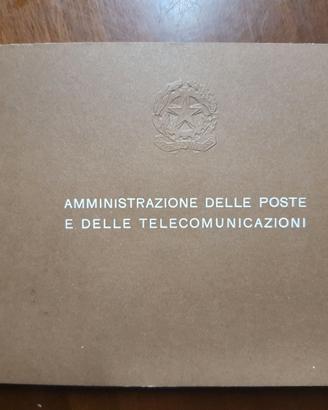 AMMINISTRAZIONE DELLE POSTE
E DELLE TELECOMUNICAZIONI